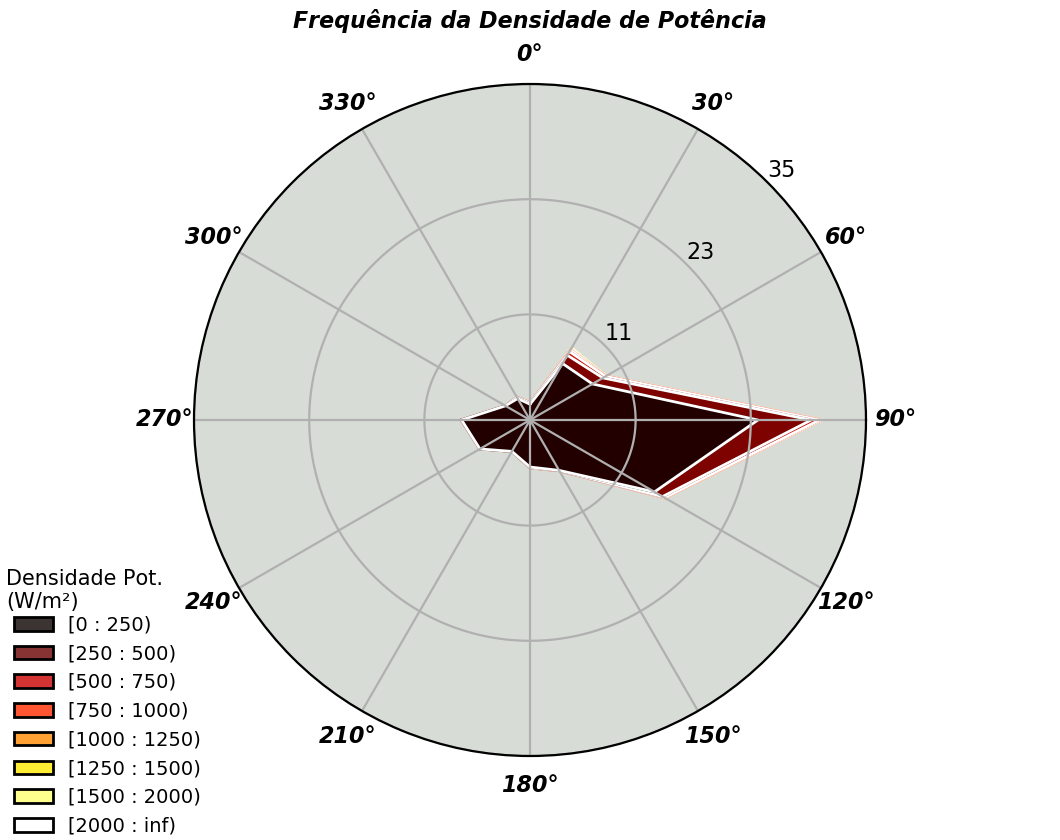 Frequência da Densidade de Potência
0°
330°
30°
35
300°
60°
23
11
270°
90°
240°
120°
210°
150°
180°
Densidade Pot.
(W/m²)
[0 : 250)
[250 : 500)
[500 : 750)
[750 : 1000)
[1000 : 1250)
[1250 : 1500)
[1500 : 2000)
[2000 : inf)